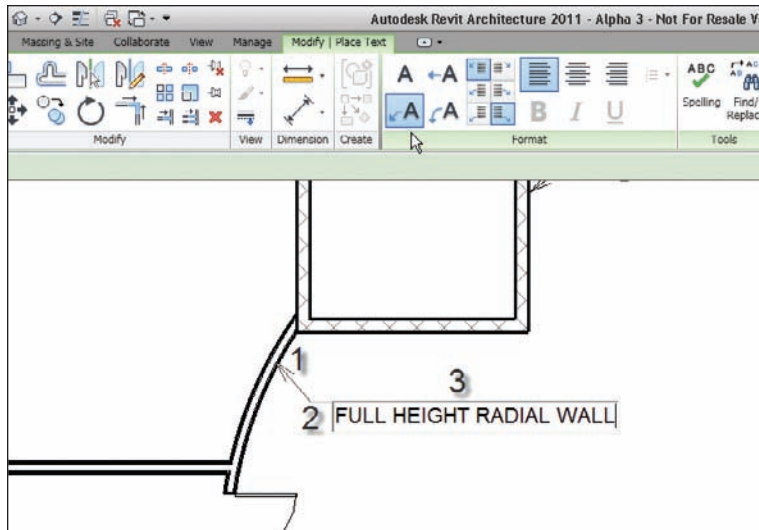 Autodesk Revit Architecture 2011 - Alpha 3 - Not For Resale V
Massing & Site Collaborate View Manage Modify | Place Text
A A
A A
B I U
ABC
Spelling Find/
Replac
Modify View Dimension Create Format Tools
1
3
2 FULL HEIGHT RADIAL WALL